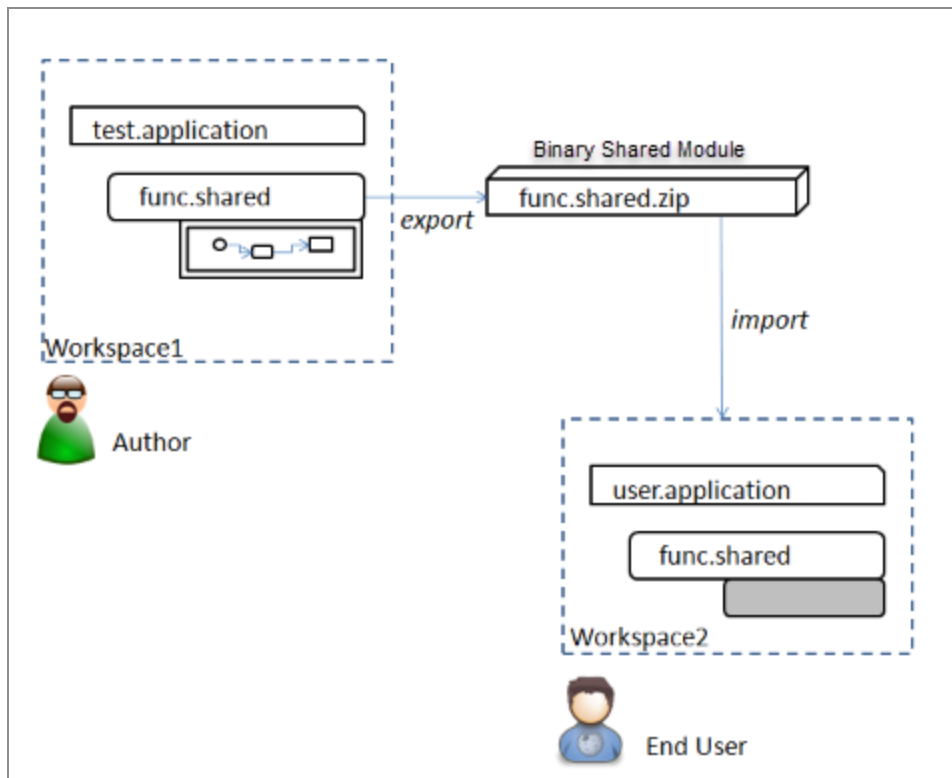 test.application
func.shared
Workspace1
Author
export
Binary Shared Module
func.shared.zip
import
user.application
func.shared
Workspace2
End User